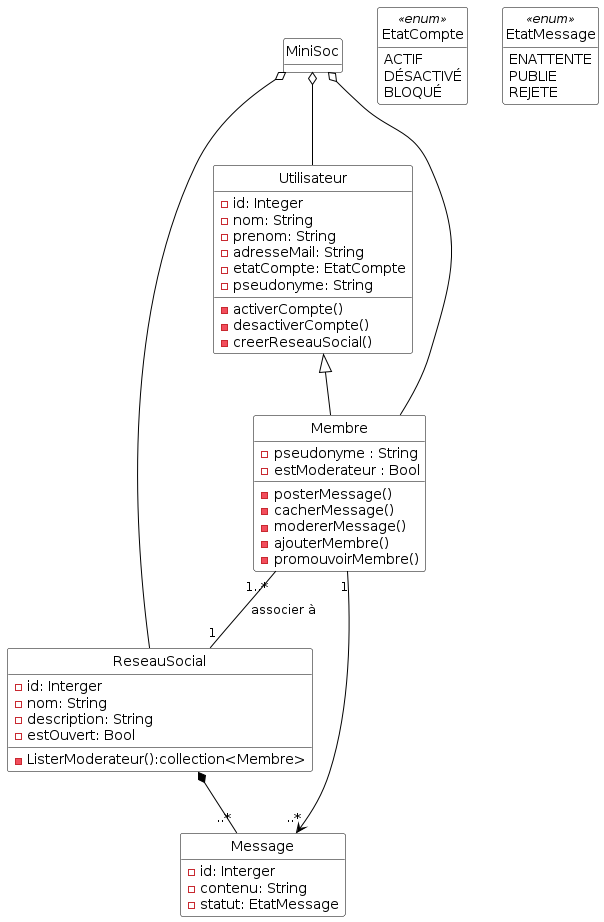 MiniSoc
«enum»
EtatCompte
ACTIF
DÉSACTIVÉ
BLOQUÉ
«enum»
EtatMessage
ENATTENTE
PUBLIE
REJETE
Utilisateur
id: Integer
nom: String
prenom: String
adresseMail: String
etatCompte: EtatCompte
pseudonyme: String
activerCompte()
desactiverCompte()
creerReseauSocial()
Membre
pseudonyme : String
estModerateur : Bool
posterMessage()
cacherMessage()
modererMessage()
ajouterMembre()
promouvoirMembre()
1..*
1
associer à
1
ReseauSocial
id: Interger
nom: String
description: String
estOuvert: Bool
ListerModerateur():collection<Membre>
..*
..*
Message
id: Interger
contenu: String
statut: EtatMessage